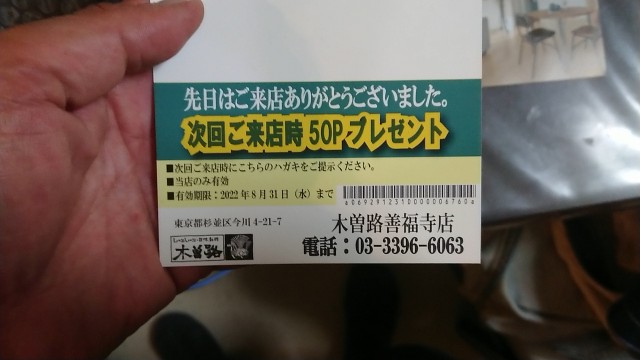 先日はご来店ありがとうございました。
次回ご来店時 50P プレゼント
■次回ご来店時にこちらのハガキをご提示ください。
■当店のみ有効
■有効期限：2022年8月31日（水）まで
東京都杉並区今川4-21-7
木曽路善福寺店
木曽路
電話：03-3396-6063